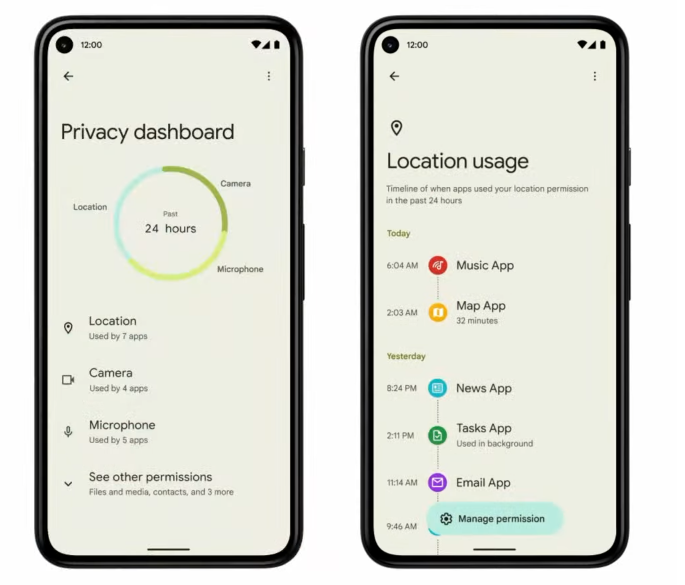 12:00
Privacy dashboard
Camera
Location
Past
24 hours
Microphone
Location
Used by 7 apps
Camera
Used by 4 apps
Microphone
Used by 5 apps
See other permissions
Files and media, contacts, and 3 more
12:00
Location usage
Timeline of when apps used your location permission
in the past 24 hours
Today
6:04 AM Music App
2:03 AM Map App
32 minutes
Yesterday
8:24 PM News App
2:11 PM Tasks App
Used in background
11:14 AM Email App
Manage permission
9:46 AM